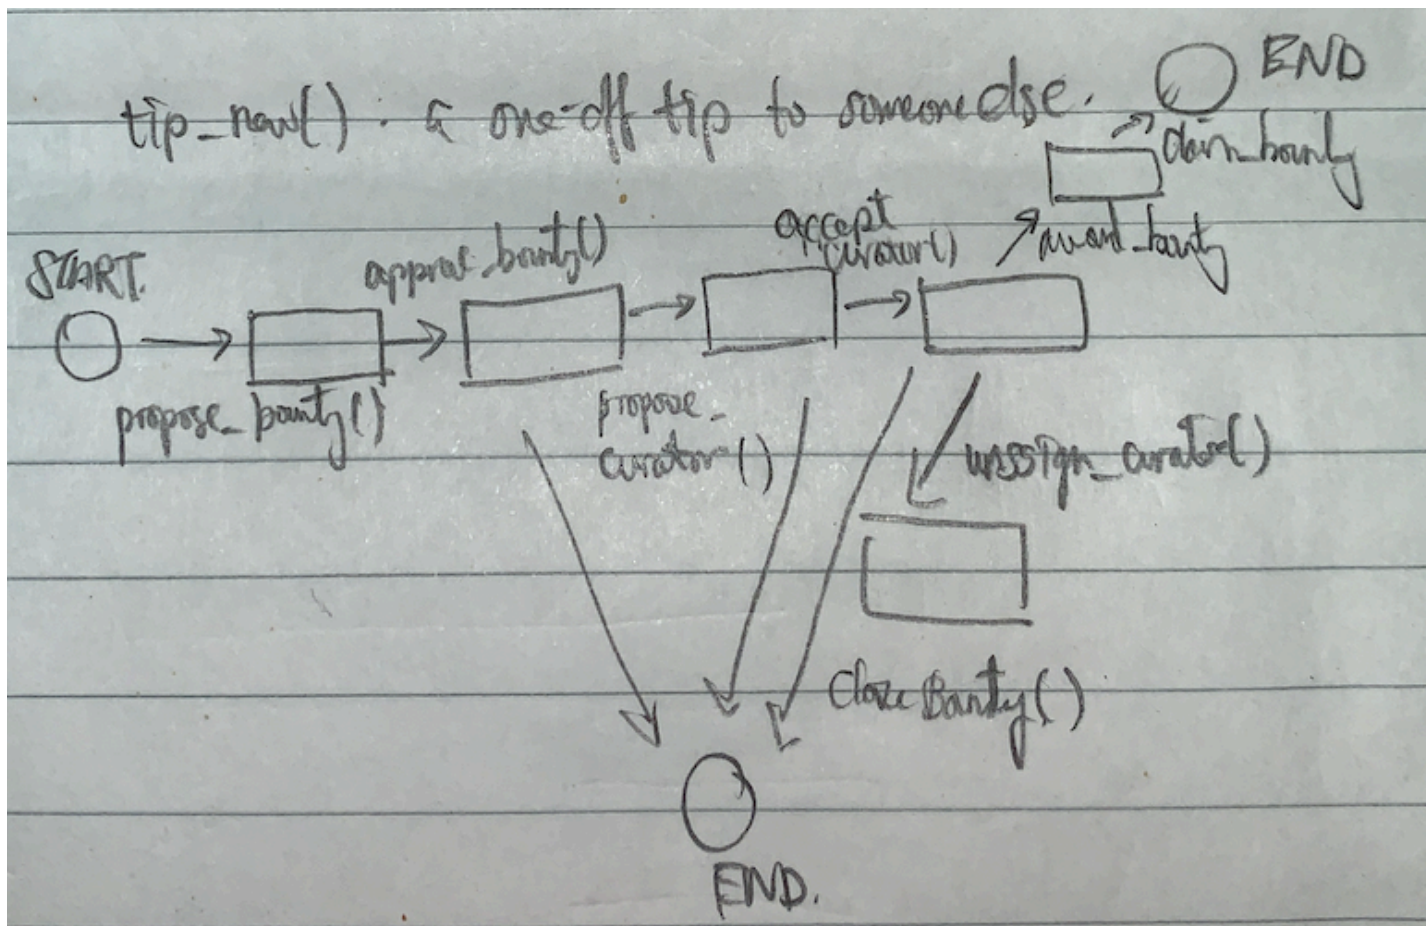 tip_new() : a one-off tip to someone else.
END
claim_bounty
award_bounty
accept
curator()
approve_bounty()
START.
propose_bounty()
propose_
curator()
unssign_curator()
Close Bounty()
END.